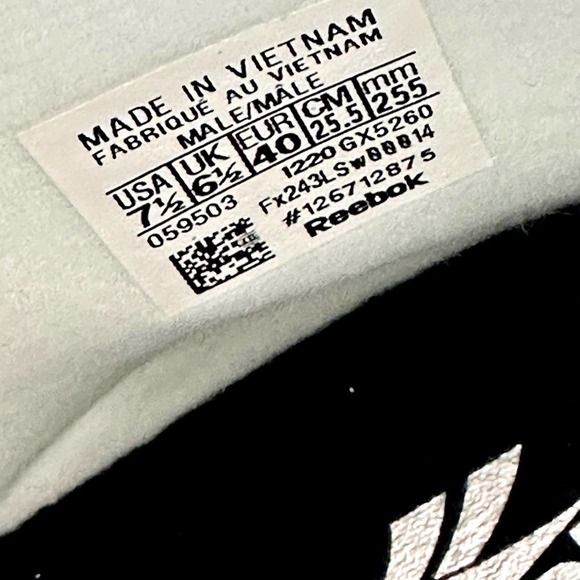 MADE IN VIETNAM
FABRIQUÉ AU VIETNAM
MALE/MÂLE
USA UK EUR CM mm
7½ 6½ 40 25.5 255
059503 1220 GX5260
Fx243LSW00014
#126712875
Reebok